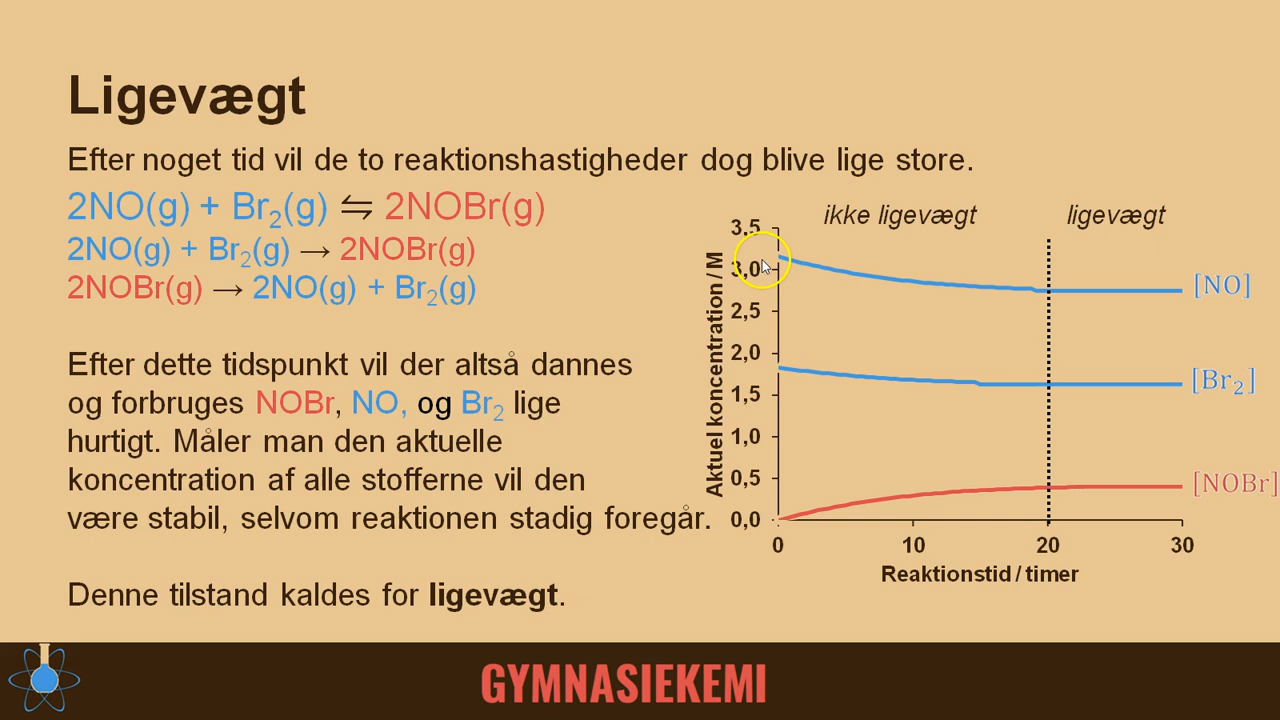 Ligevægt
Efter noget tid vil de to reaktionshastigheder dog blive lige store.
2NO(g) + Br₂(g) ⇋ 2NOBr(g)
2NO(g) + Br₂(g) → 2NOBr(g)
2NOBr(g) → 2NO(g) + Br₂(g)
Efter dette tidspunkt vil der altså dannes
og forbruges NOBr, NO, og Br₂ lige
hurtigt. Måler man den aktuelle
koncentration af alle stofferne vil den
være stabil, selvom reaktionen stadig foregår.
Denne tilstand kaldes for ligevægt.
ikke ligevægt
ligevægt
Aktuel koncentration / M
3,5
3,0
2,5
2,0
1,5
1,0
0,5
0,0
[NO]
[Br₂]
[NOBr]
0 10 20 30
Reaktionstid / timer
GYMNASIEKEMI